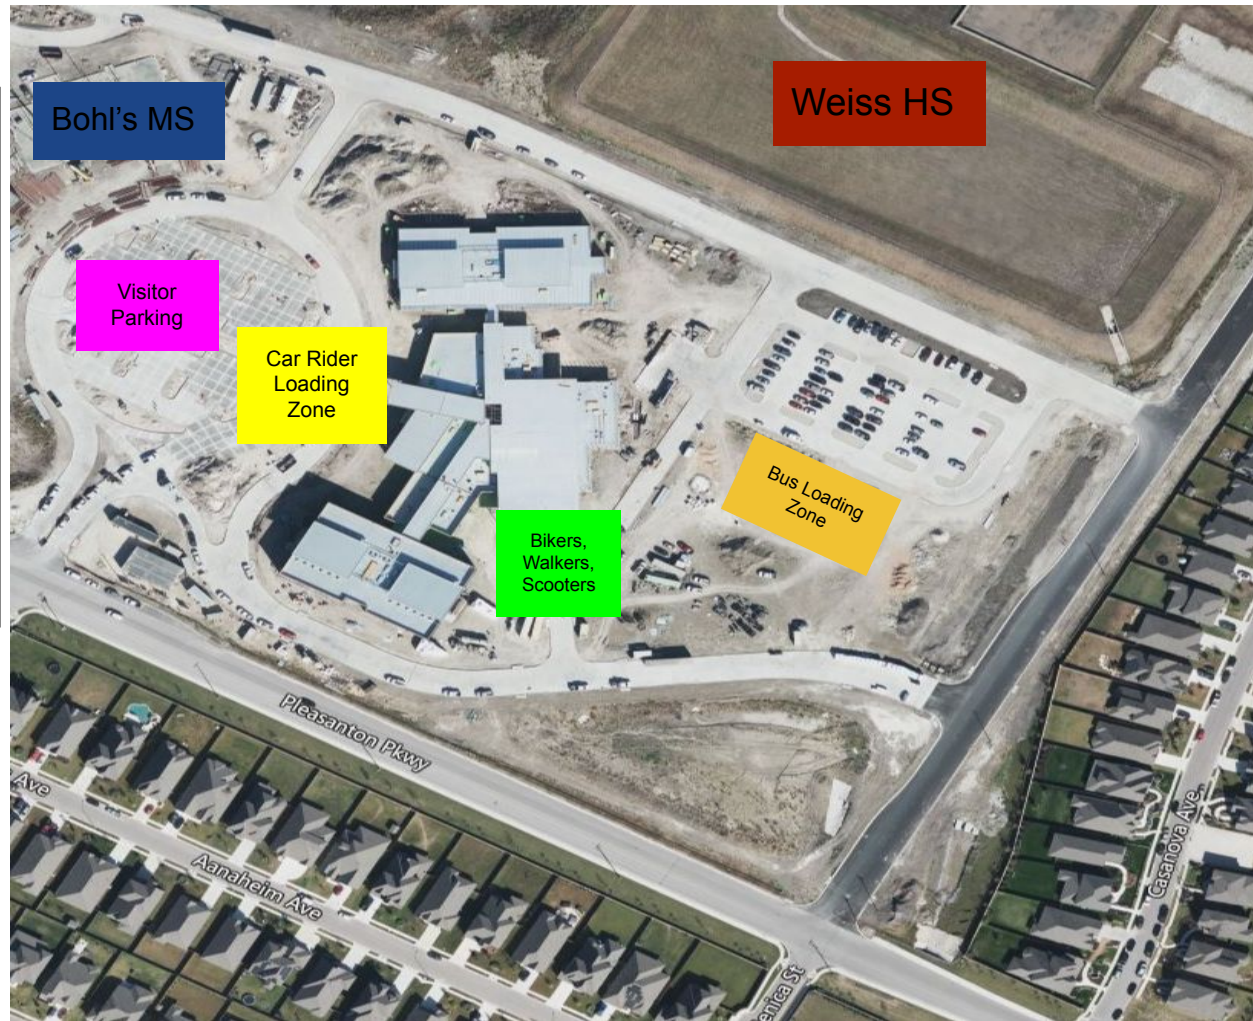 Bohl's MS
Weiss HS
Visitor
Parking
Car Rider
Loading
Zone
Bus Loading
Zone
Bikers,
Walkers,
Scooters
Pleasanton Pkwy
Ave
Aanaheim Ave
Casanova Ave
St